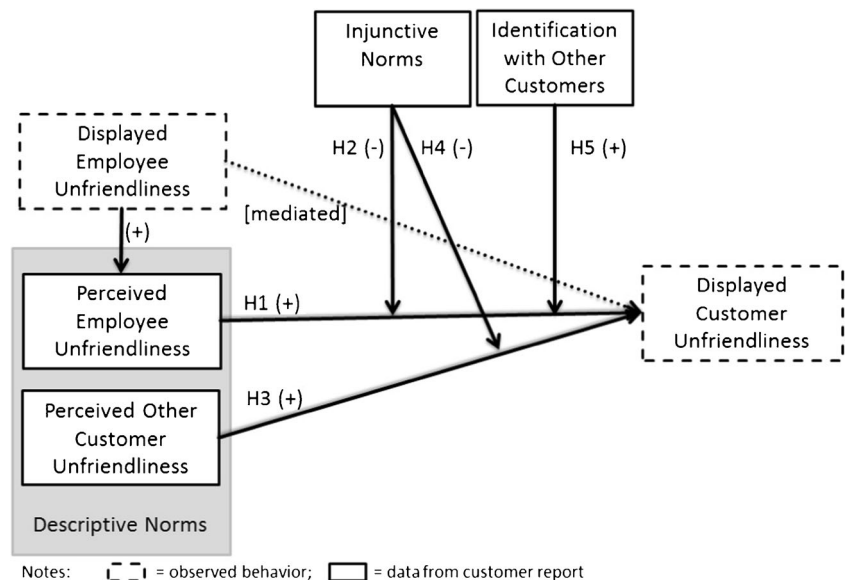 Injunctive
Norms
Identification
with Other
Customers
Displayed
Employee
Unfriendliness
H2 (-)
H4 (-)
H5 (+)
[mediated]
(+)
Perceived
Employee
Unfriendliness
H1 (+)
Displayed
Customer
Unfriendliness
Perceived Other
Customer
Unfriendliness
H3 (+)
Descriptive Norms
Notes: = observed behavior; = data from customer report